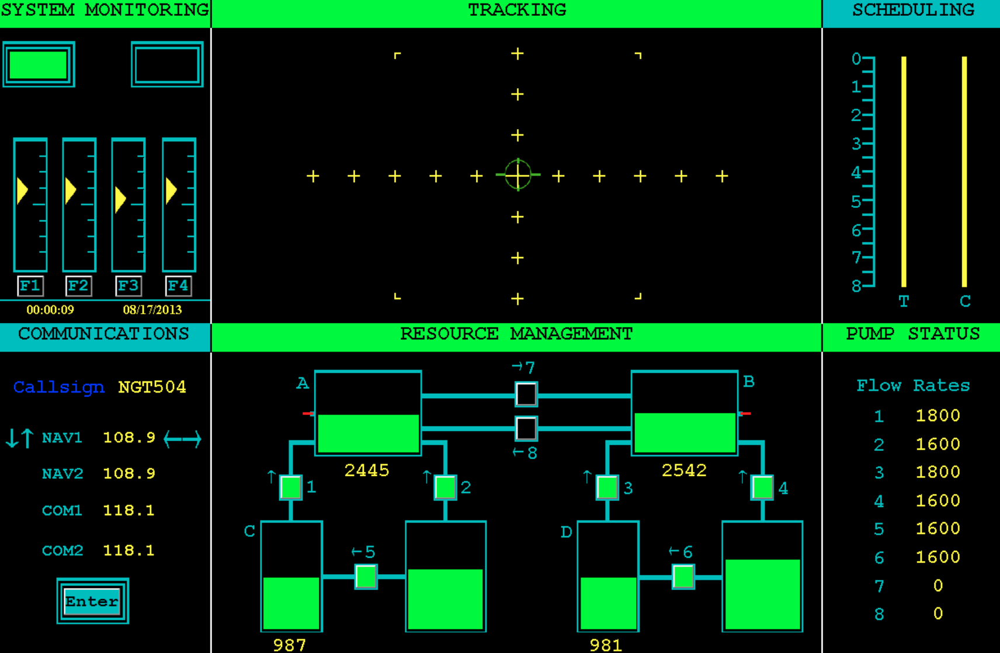 SYSTEM MONITORING
TRACKING
SCHEDULING
0
1
2
3
4
5
6
7
8
T C
F1 F2 F3 F4
00:00:09 08/17/2013
COMMUNICATIONS
Callsign NGT504
↓↑ NAV1 108.9 ←→
NAV2 108.9
COM1 118.1
COM2 118.1
Enter
RESOURCE MANAGEMENT
→7
A B
←8
2445 2542
↑ 1 ↑ 2 ↑ 3 ↑ 4
C D
←5 ←6
987 981
PUMP STATUS
Flow Rates
1 1800
2 1600
3 1800
4 1600
5 1600
6 1600
7 0
8 0